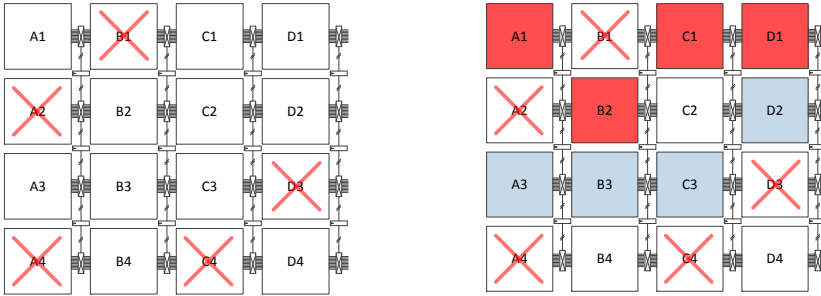 A1 B1 C1 D1
A2 B2 C2 D2
A3 B3 C3 D3
A4 B4 C4 D4
A1 B1 C1 D1
A2 B2 C2 D2
A3 B3 C3 D3
A4 B4 C4 D4